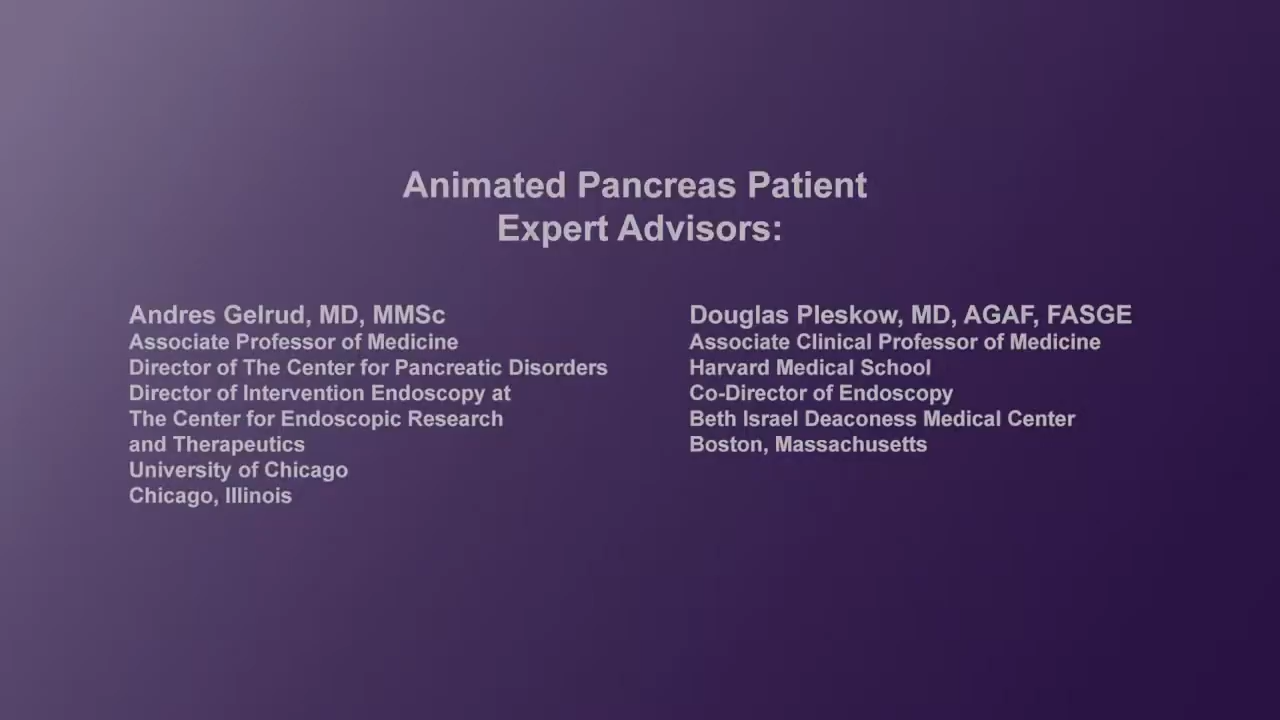 Animated Pancreas Patient
Expert Advisors:
Andres Gelrud, MD, MMSc
Associate Professor of Medicine
Director of The Center for Pancreatic Disorders
Director of Intervention Endoscopy at
The Center for Endoscopic Research
and Therapeutics
University of Chicago
Chicago, Illinois
Douglas Pleskow, MD, AGAF, FASGE
Associate Clinical Professor of Medicine
Harvard Medical School
Co-Director of Endoscopy
Beth Israel Deaconess Medical Center
Boston, Massachusetts